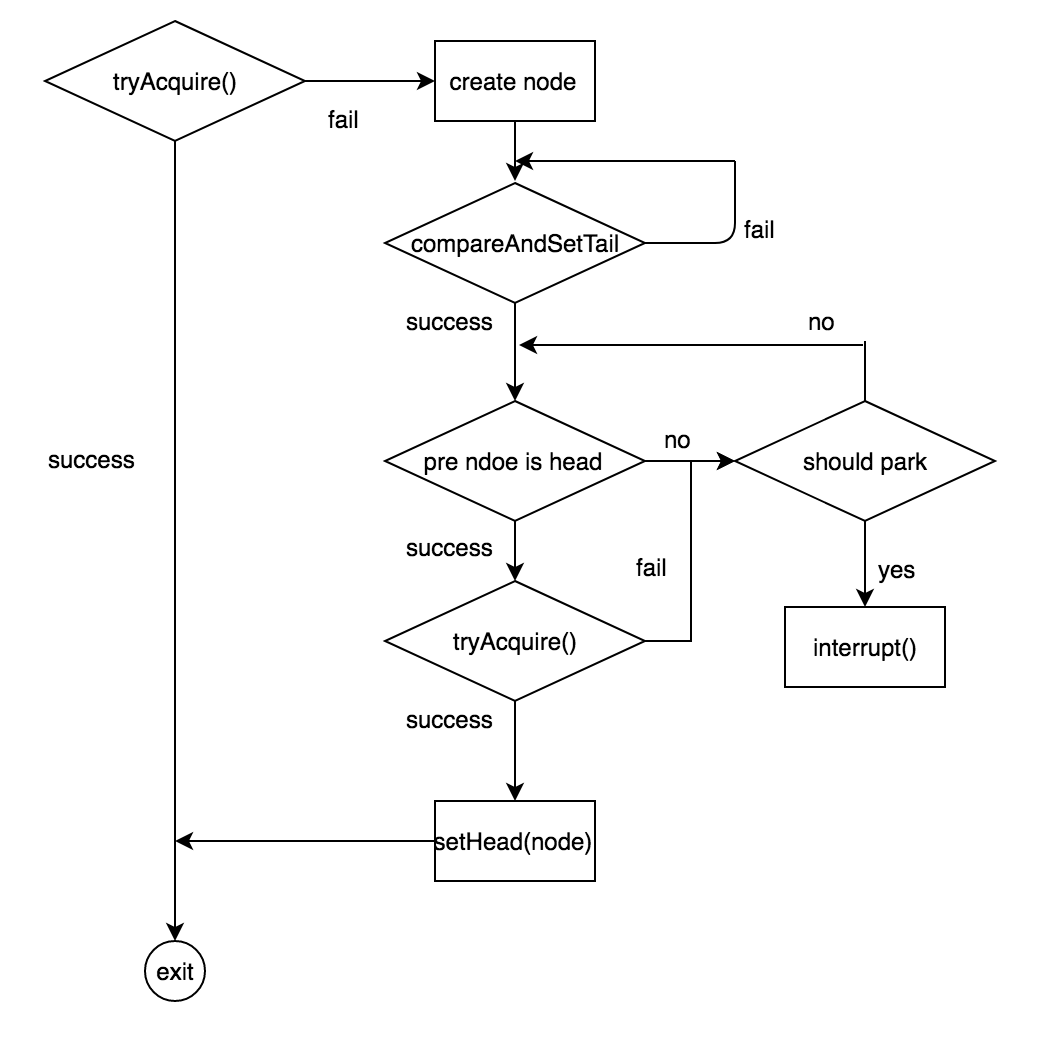 tryAcquire()
create node
fail
fail
compareAndSetTail
success
no
no
success
pre ndoe is head
should park
success
fail
yes
tryAcquire()
interrupt()
success
setHead(node)
exit